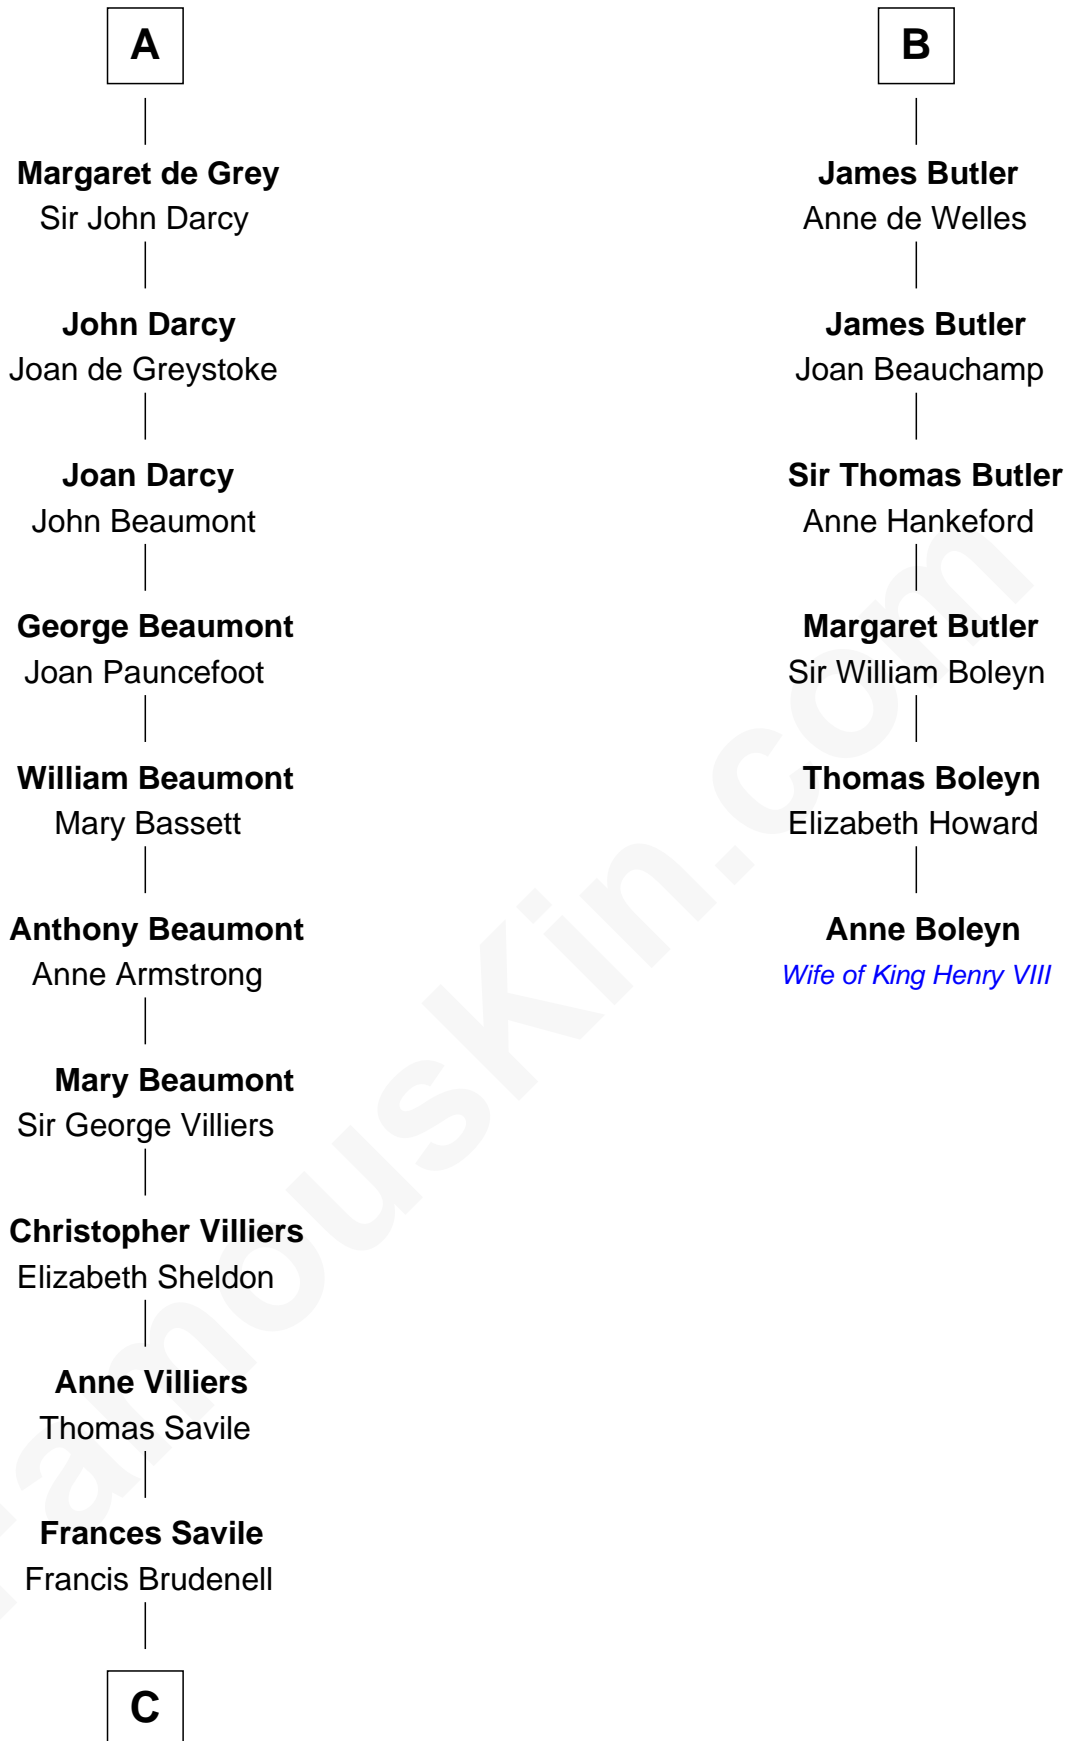 A
Margaret de Grey
Sir John Darcy
John Darcy
Joan de Greystoke
Joan Darcy
John Beaumont
George Beaumont
Joan Pauncefoot
William Beaumont
Mary Bassett
Anthony Beaumont
Anne Armstrong
Mary Beaumont
Sir George Villiers
Christopher Villiers
Elizabeth Sheldon
Anne Villiers
Thomas Savile
Frances Savile
Francis Brudenell
C
B
James Butler
Anne de Welles
James Butler
Joan Beauchamp
Sir Thomas Butler
Anne Hankeford
Margaret Butler
Sir William Boleyn
Thomas Boleyn
Elizabeth Howard
Anne Boleyn
Wife of King Henry VIII
FamousKin.com